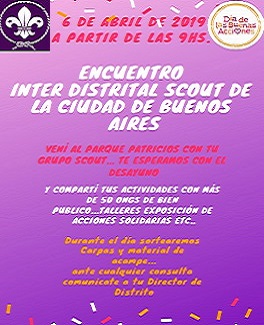 6 DE ABRIL DE 2019
A PARTIR DE LAS 9HS.
Día de
las Buenas
Acciones
ENCUENTRO
INTER DISTRITAL SCOUT DE
LA CIUDAD DE BUENOS
AIRES
VENÍ AL PARQUE PATRICIOS CON TU
GRUPO SCOUT... TE ESPERAMOS CON EL
DESAYUNO
Y COMPARTÍ TUS ACTIVIDADES CON MÁS
DE 50 ONGS DE BIEN
PUBLICO...TALLERES EXPOSICIÓN DE
ACCIONES SOLIDARIAS ETC..
Durante el día sortearemos
Carpas y material de
acampe...
ante cualquier consulta
comunicate a tu Director de
Distrito